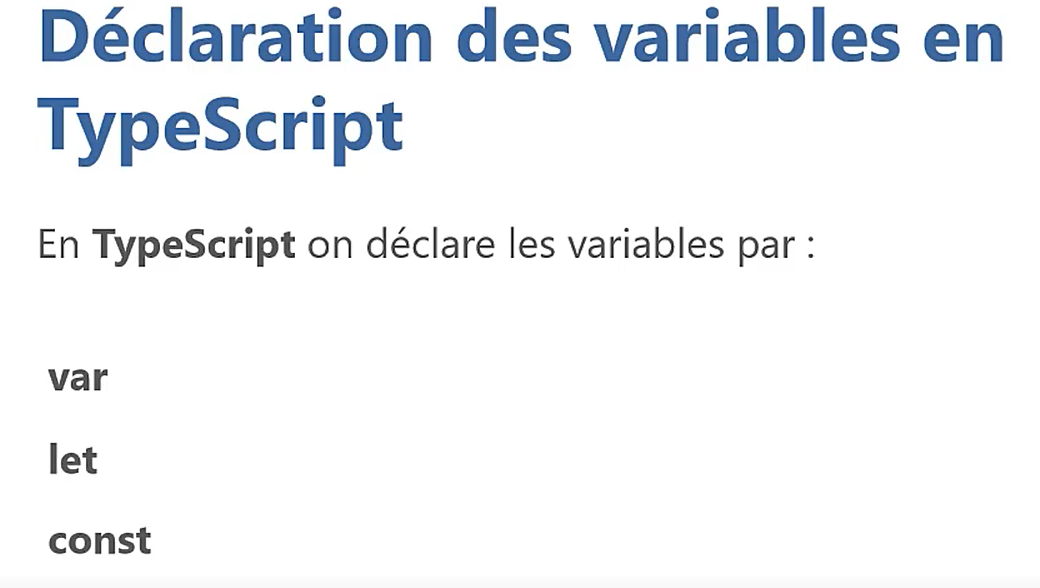 Déclaration des variables en
TypeScript
En TypeScript on déclare les variables par :
var
let
const